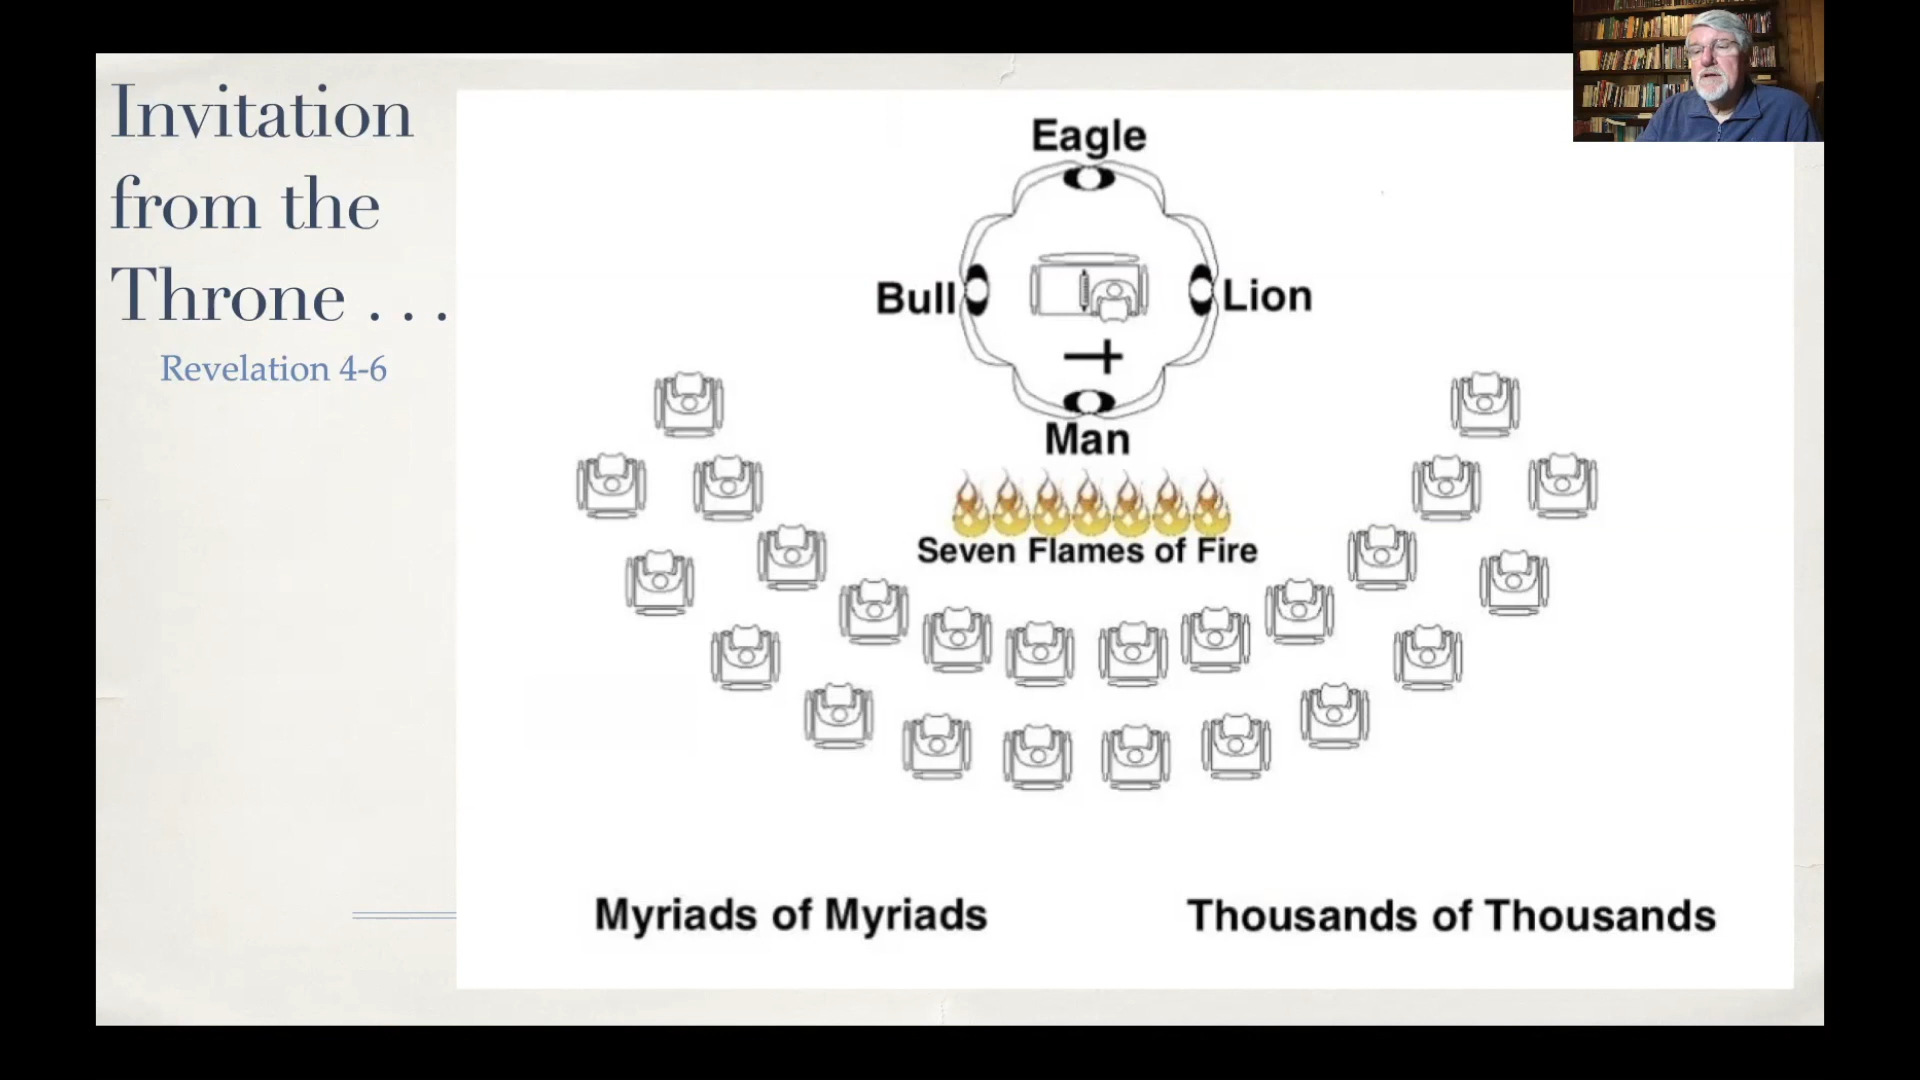 Invitation
from the
Throne . . .
Revelation 4-6
Eagle
Bull
Lion
Man
Seven Flames of Fire
Myriads of Myriads
Thousands of Thousands